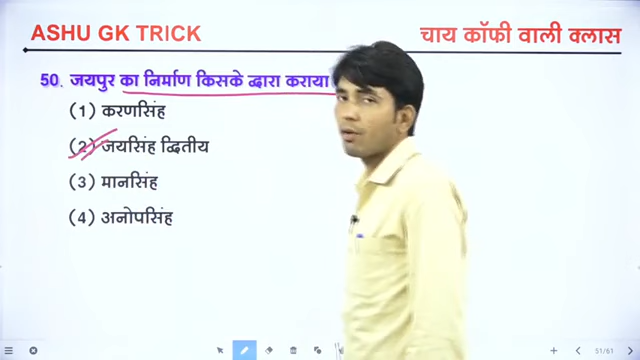 ASHU GK TRICK
चाय कॉफी वाली क्लास
50. जयपुर का निर्माण किसके द्वारा कराया
(1) करणसिंह
(2) जयसिंह द्वितीय
(3) मानसिंह
(4) अनोपसिंह
51/61